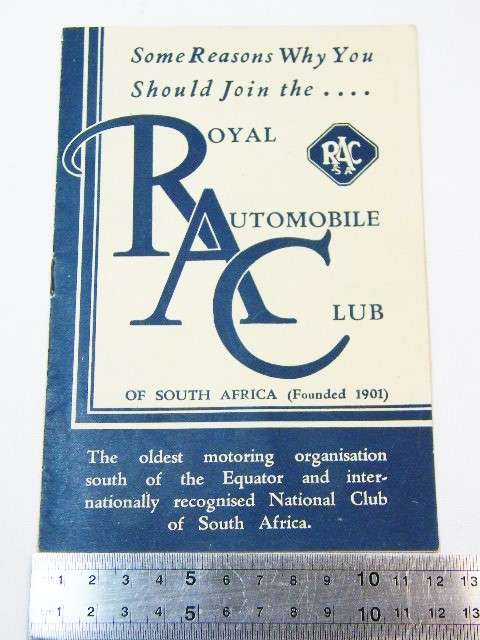 Some Reasons Why You
Should Join the ....
ROYAL
RAC
SA
AUTOMOBILE
CLUB
OF SOUTH AFRICA (Founded 1901)
The oldest motoring organisation
south of the Equator and inter-
nationally recognised National Club
of South Africa.
1 2 3 4 5 6 7 8 9 10 11 12 13
1 2 3 4 5 6 7 8 9 10 11 12 13